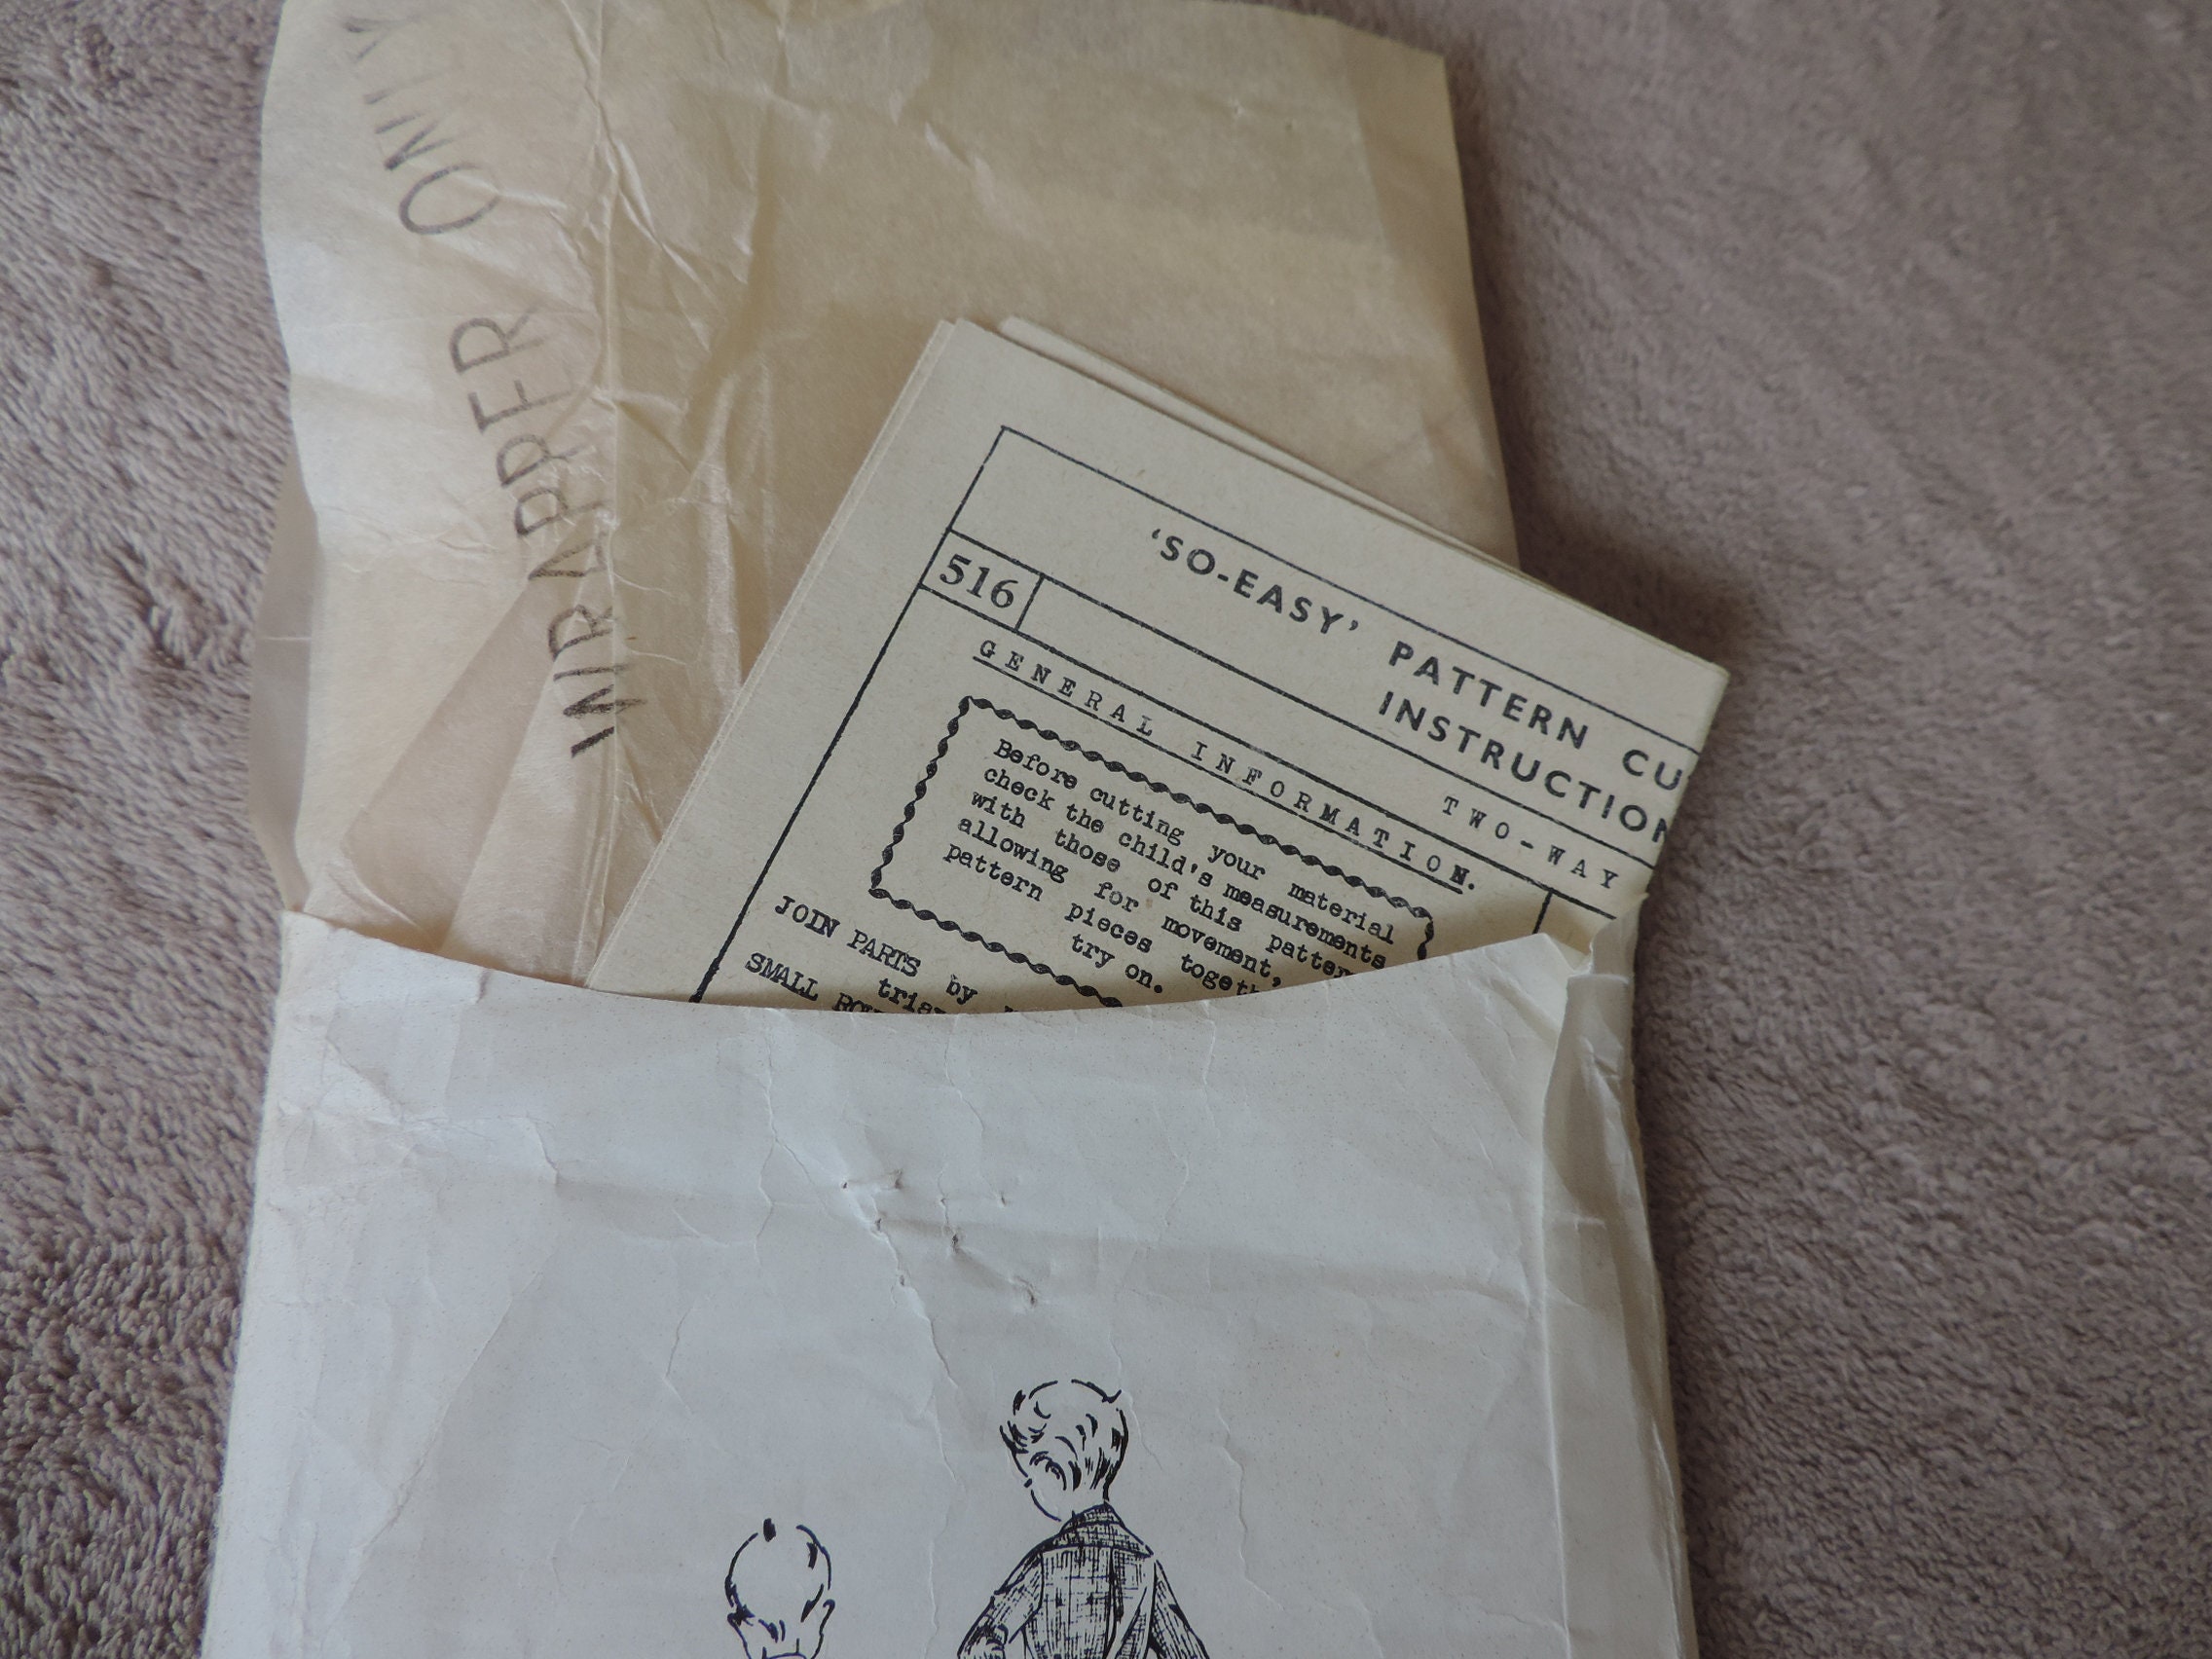 WRAPPER ONLY
'SO-EASY' PATTERN CU
INSTRUCTION
516
TWO-WAY
GENERAL INFORMATION.
Before cutting your material
check the child's measurements
with those of this pattern
allowing for movement,
pattern pieces togeth
try on.
JOIN PARTS by
SMALL